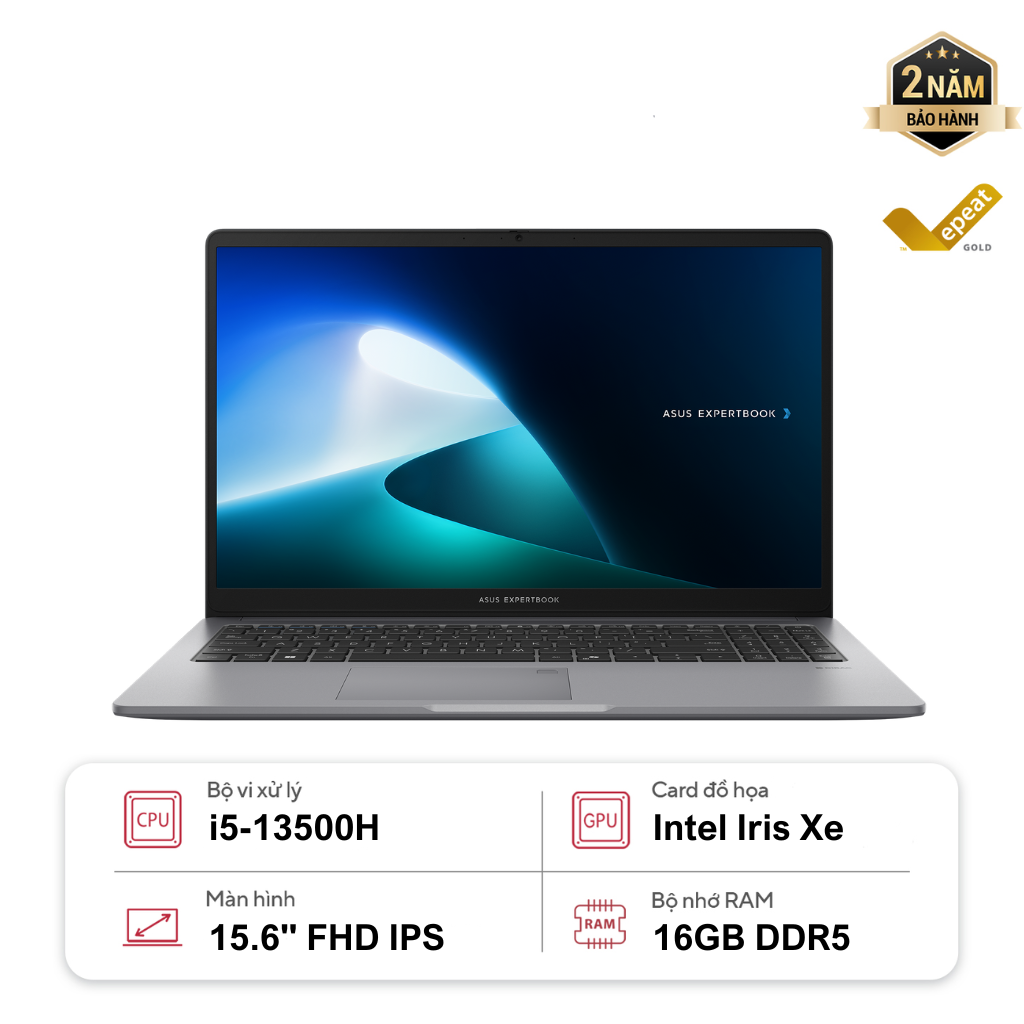 2 NĂM
BẢO HÀNH
epeat
TM
GOLD
ASUS EXPERTBOOK
ASUS EXPERTBOOK
Bộ vi xử lý
CPU
i5-13500H
Card đồ họa
GPU
Intel Iris Xe
Màn hình
15.6" FHD IPS
Bộ nhớ RAM
RAM
16GB DDR5